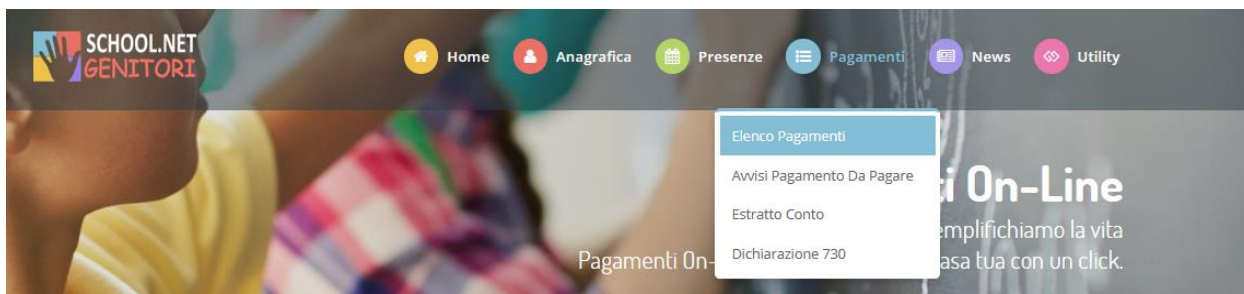 SCHOOL.NET
GENITORI
Home Anagrafica Presenze Pagamenti News Utility
Elenco Pagamenti
Avvisi Pagamento Da Pagare
Estratto Conto
Dichiarazione 730
i On-Line
emplifichiamo la vita
Pagamenti On- asa tua con un click.